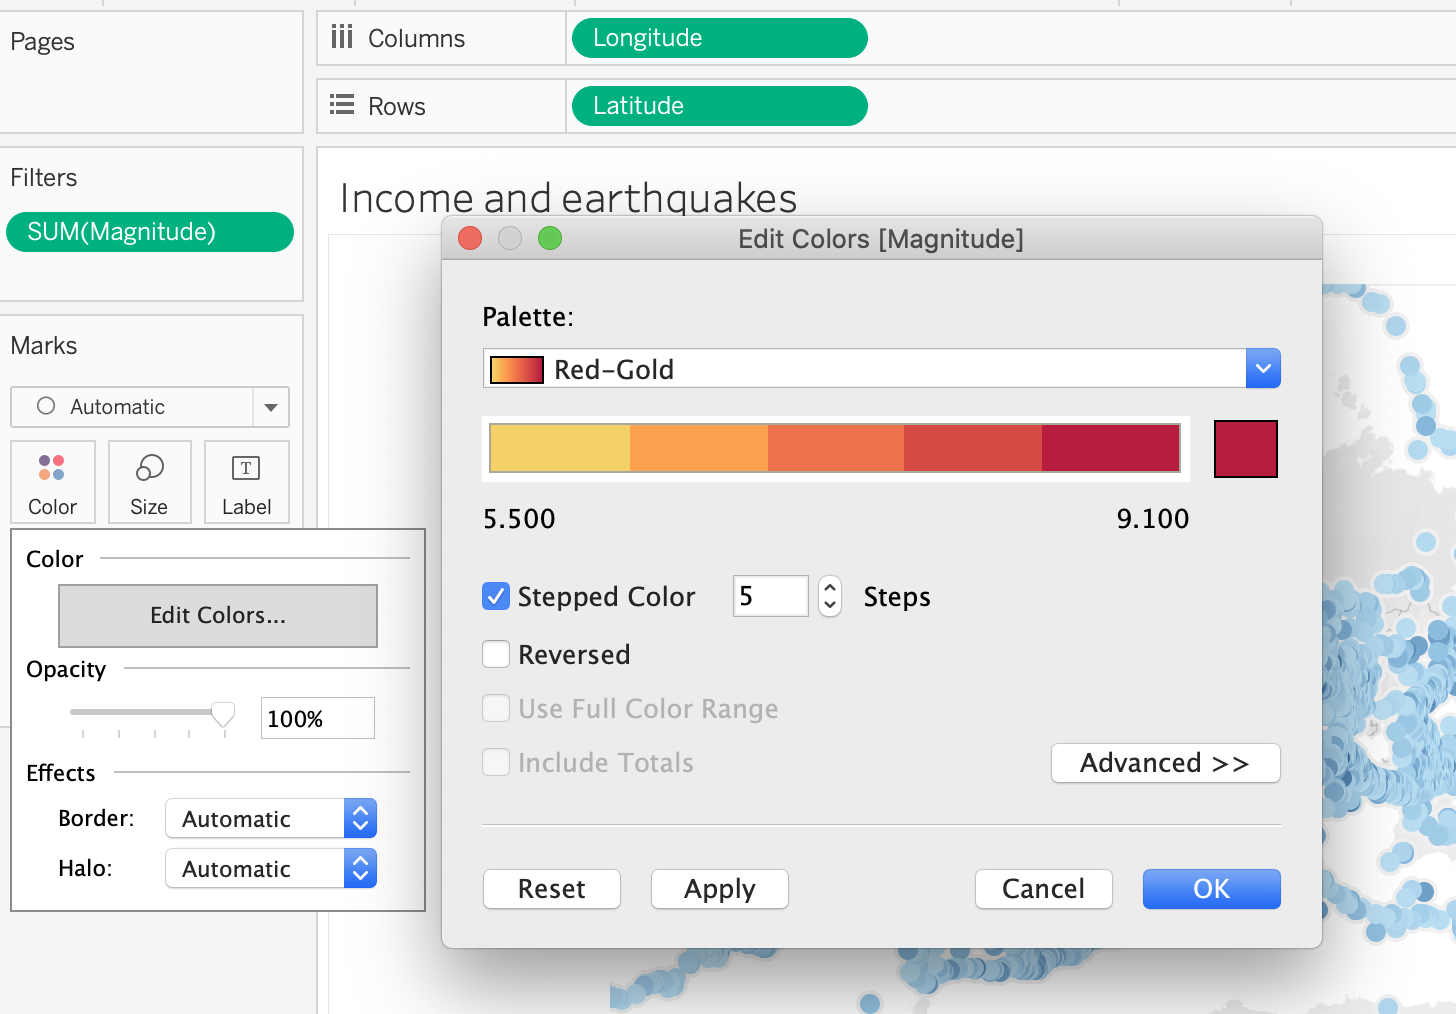 Pages
Columns
Longitude
Rows
Latitude
Filters
SUM(Magnitude)
Income and earthquakes
Marks
Automatic
Color
Size
T
Label
Color
Edit Colors...
Opacity
100%
Effects
Border:
Automatic
Halo:
Automatic
Edit Colors [Magnitude]
Palette:
Red-Gold
5.500
9.100
Stepped Color
5
Steps
Reversed
Use Full Color Range
Include Totals
Advanced >>
Reset
Apply
Cancel
OK